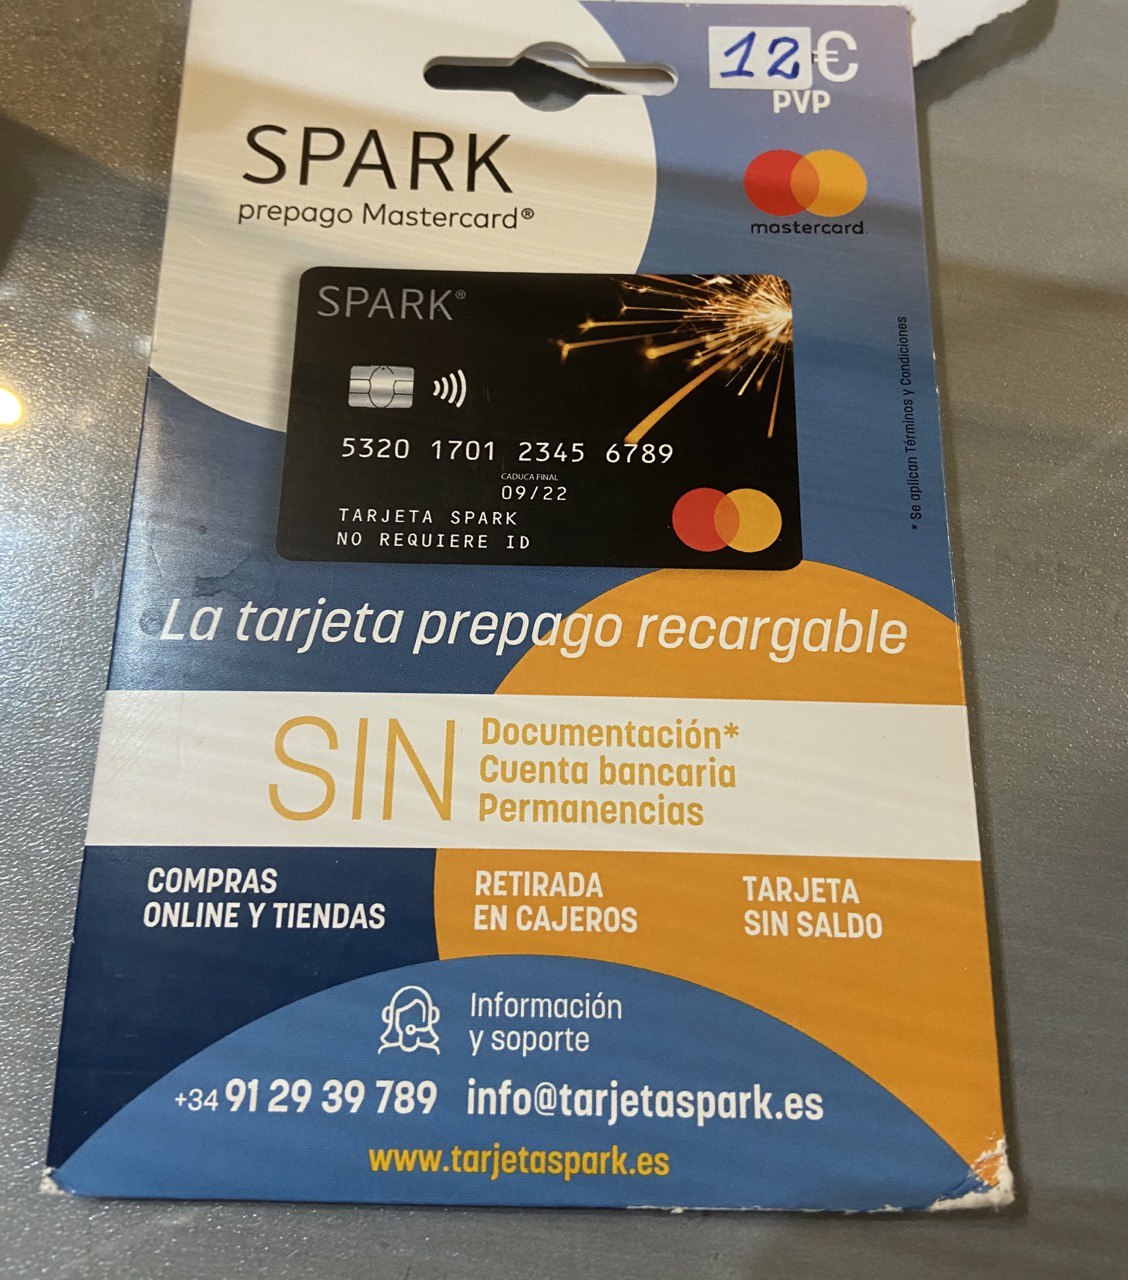 12 €
PVP
SPARK
prepago Mastercard®
mastercard.
SPARK®
5320 1701 2345 6789
CADUCA FINAL
09/22
TARJETA SPARK
NO REQUIERE ID
* Se aplican Términos y Condiciones
La tarjeta prepago recargable
SIN
Documentación*
Cuenta bancaria
Permanencias
COMPRAS
ONLINE Y TIENDAS
RETIRADA
EN CAJEROS
TARJETA
SIN SALDO
Información
y soporte
+34 91 29 39 789 info@tarjetaspark.es
www.tarjetaspark.es